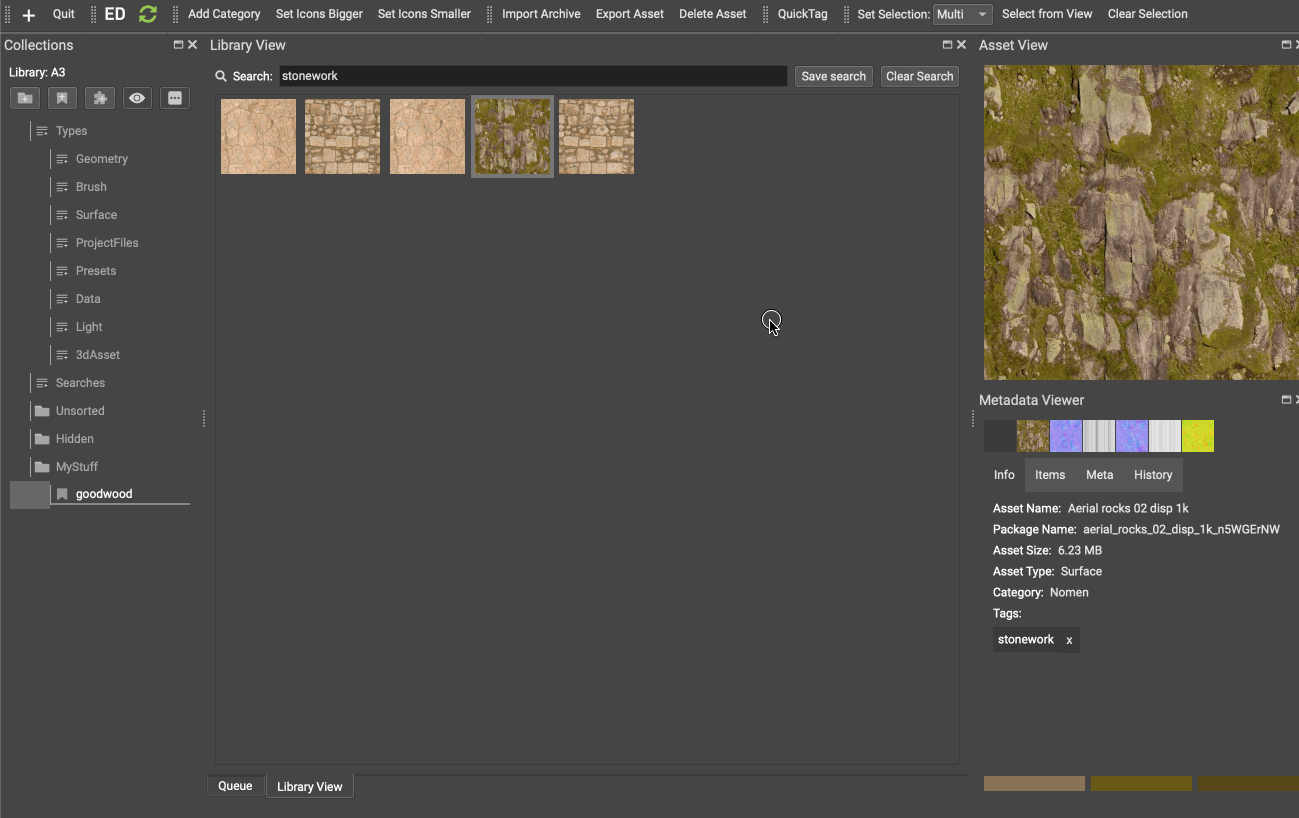 + Quit ED Add Category Set Icons Bigger Set Icons Smaller Import Archive Export Asset Delete Asset QuickTag Set Selection: Multi Select from View Clear Selection
Collections
Library: A3
Types
Geometry
Brush
Surface
ProjectFiles
Presets
Data
Light
3dAsset
Searches
Unsorted
Hidden
MyStuff
goodwood
Library View
Search: stonework Save search Clear Search
Queue Library View
Asset View
Metadata Viewer
Info Items Meta History
Asset Name: Aerial rocks 02 disp 1k
Package Name: aerial_rocks_02_disp_1k_n5WGErNW
Asset Size: 6.23 MB
Asset Type: Surface
Category: Nomen
Tags:
stonework x